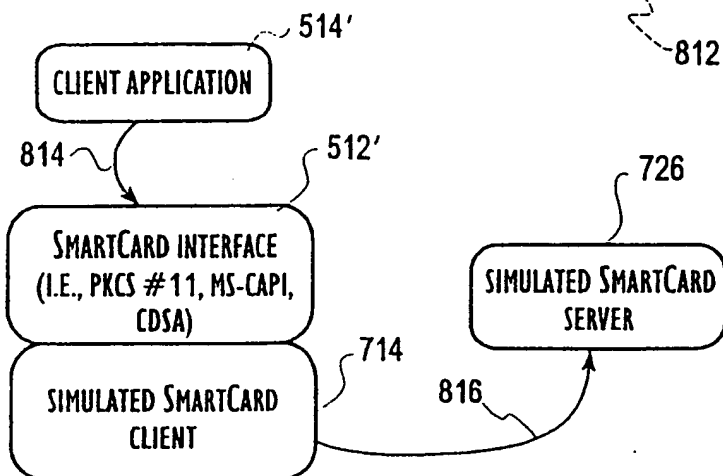 514'
812
CLIENT APPLICATION
814
512'
726
SMARTCARD INTERFACE
(I.E., PKCS #11, MS-CAPI,
CDSA)
SIMULATED SMARTCARD
SERVER
714
816
SIMULATED SMARTCARD
CLIENT